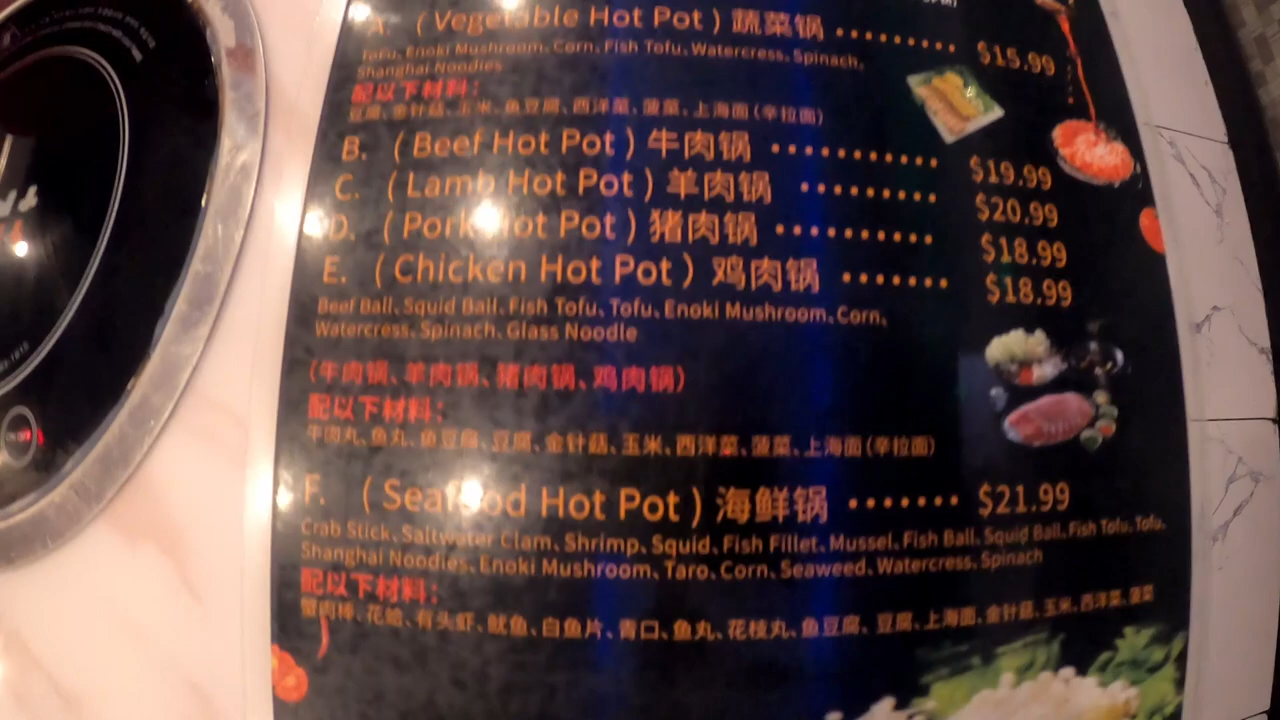 A. (Vegetable Hot Pot) 蔬菜锅 ········· $15.99
Tofu、Enoki Mushroom、Corn、Fish Tofu、Watercress、Spinach、
Shanghai Noodles
配以下材料:
豆腐、金针菇、玉米、鱼豆腐、西洋菜、菠菜、上海面(辛拉面)
B. (Beef Hot Pot) 牛肉锅 ··········· $19.99
C. (Lamb Hot Pot) 羊肉锅 ········· $20.99
D. (Pork Hot Pot) 猪肉锅 ·········· $18.99
E. (Chicken Hot Pot) 鸡肉锅 ······· $18.99
Beef Ball、Squid Ball、Fish Tofu、Tofu、Enoki Mushroom、Corn、
Watercress、Spinach、Glass Noodle
(牛肉锅、羊肉锅、猪肉锅、鸡肉锅)
配以下材料:
牛肉丸、鱼丸、鱼豆腐、豆腐、金针菇、玉米、西洋菜、菠菜、上海面(辛拉面)
F. (Seafood Hot Pot) 海鲜锅 ······· $21.99
Crab Stick、Saltwater Clam、Shrimp、Squid、Fish Fillet、Mussel、Fish Ball、Squid Ball、Fish Tofu、Tofu、
Shanghai Noodles、Enoki Mushroom、Taro、Corn、Seaweed、Watercress、Spinach
配以下材料:
蟹肉棒、花蛤、有头虾、鱿鱼、白鱼片、青口、鱼丸、花枝丸、鱼豆腐、豆腐、上海面、金针菇、玉米、西洋菜、菠菜
ON/OFF